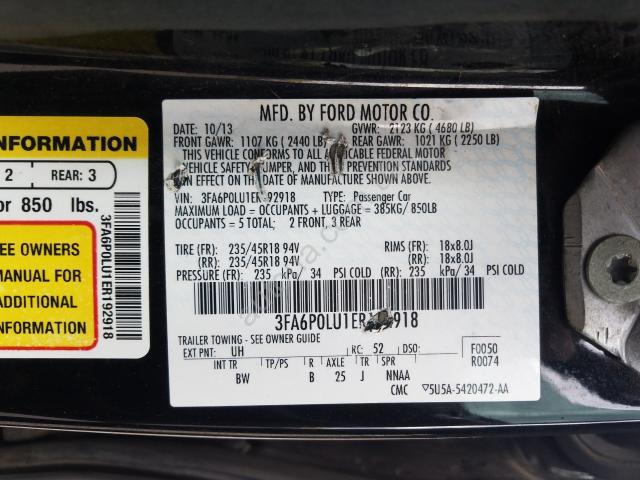 MFD. BY FORD MOTOR CO.
DATE: 10/13 GVWR: 2123 KG ( 4680 LB)
FRONT GAWR: 1107 KG ( 2440 LB) REAR GAWR: 1021 KG ( 2250 LB)
THIS VEHICLE CONFORMS TO ALL APPLICABLE FEDERAL MOTOR
VEHICLE SAFETY, BUMPER, AND THEFT PREVENTION STANDARDS
IN EFFECT ON THE DATE OF MANUFACTURE SHOWN ABOVE.
VIN: 3FA6P0LU1ER 92918 TYPE: Passenger Car
MAXIMUM LOAD = OCCUPANTS + LUGGAGE = 385KG/850LB
OCCUPANTS = 5 TOTAL: 2 FRONT, 3 REAR
TIRE (FR): 235/45R18 94V RIMS (FR): 18x8.0J
(RR): 235/45R18 94V (RR): 18x8.0J
PRESSURE (FR): 235 kPa/ 34 PSI COLD (RR): 235 kPa/ 34 PSI COLD
3FA6P0LU1ER 2918
TRAILER TOWING - SEE OWNER GUIDE
EXT PNT: UH RC: 52 DSO: F0050
R0074
INT TR TP/PS R AXLE TR SPR
BW B 25 J NNAA
CMC 5U5A-5420472-AA
INFORMATION
2 REAR: 3
or 850 lbs.
EE OWNERS
MANUAL FOR
ADDITIONAL
INFORMATION
3FA6P0LU1ER192918